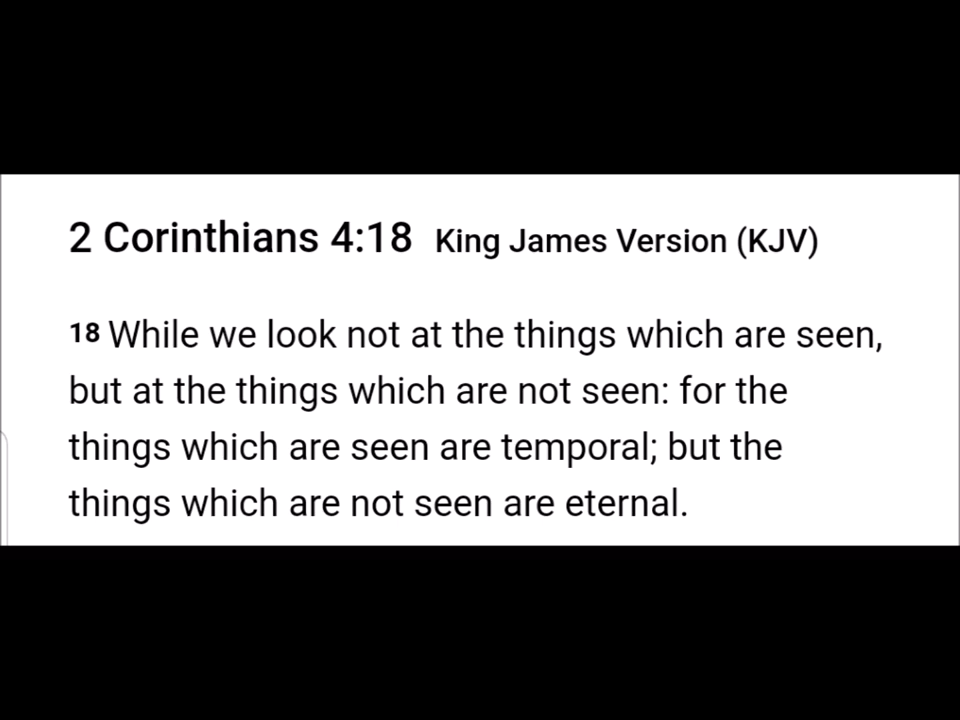 2 Corinthians 4:18 King James Version (KJV)
18 While we look not at the things which are seen,
but at the things which are not seen: for the
things which are seen are temporal; but the
things which are not seen are eternal.